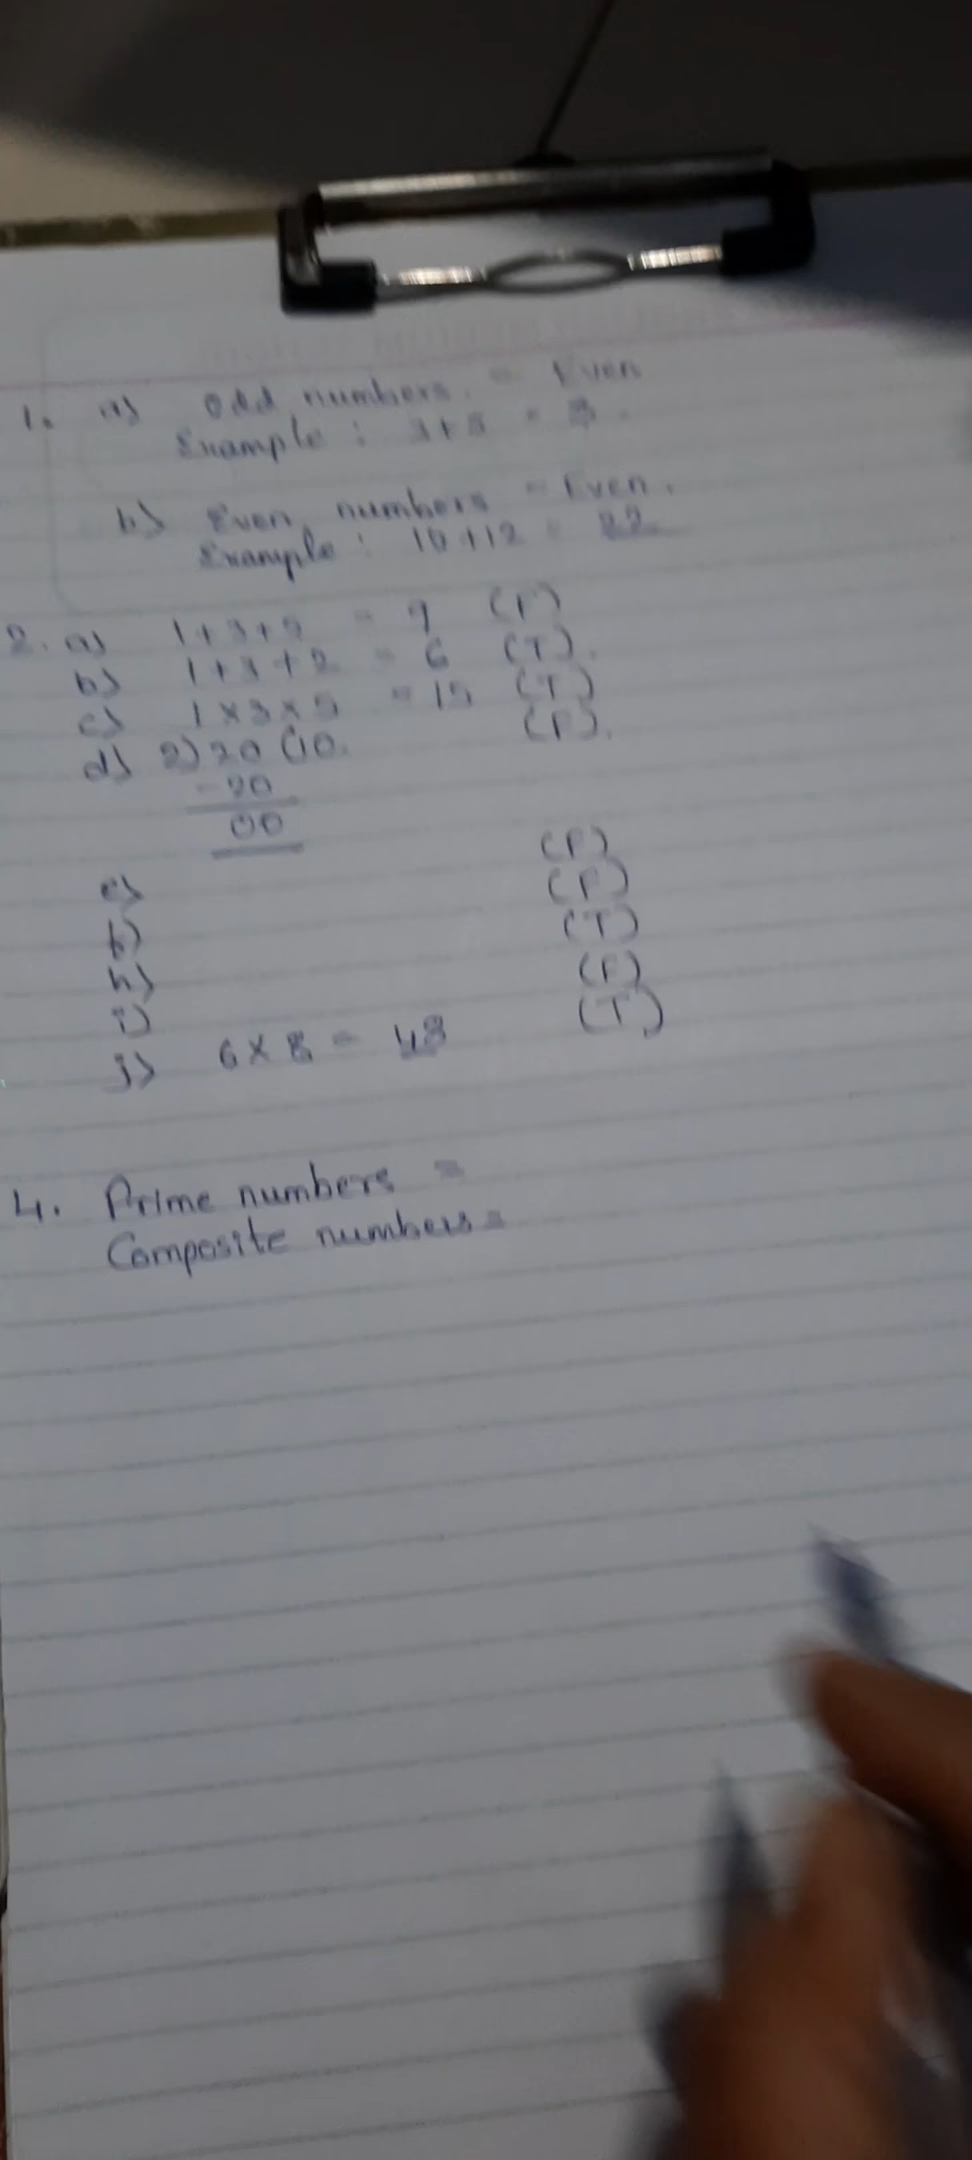 1. a) Odd numbers. = Even
Example : 3+5 = 8.
b) Even numbers = Even.
Example : 10+12 = 22
2. a) 1+3+5 = 9 (F)
b) 1+3+2 = 6 (T).
c) 1×3×5 = 15 (T)
d) 2)20(10. (F).
-20
00
e) (F)
f) (F)
h) (T)
i) (F)
j) 6×8 = 48 (T)
4. Prime numbers =
Composite numbers =